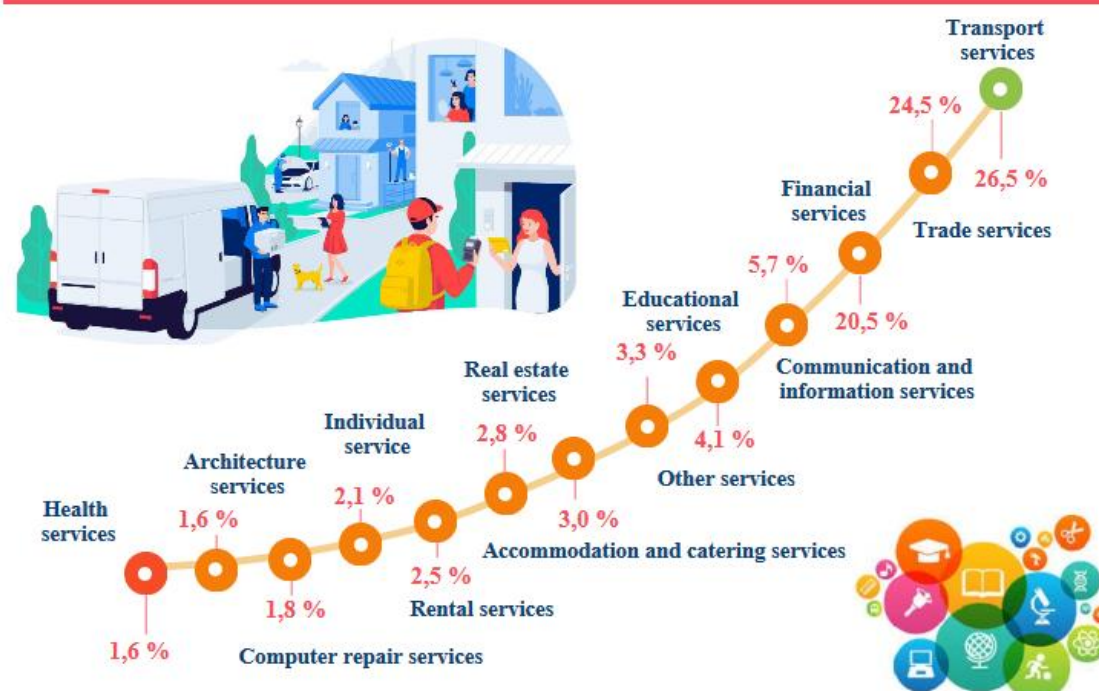 Transport
services
24,5 %
26,5 %
Financial
services
Trade services
5,7 %
20,5 %
Educational
services
3,3 %
Communication and
information services
4,1 %
Real estate
services
2,8 %
Other services
Individual
service
3,0 %
Architecture
services
2,1 %
Accommodation and catering services
Health
services
1,6 %
2,5 %
1,8 %
Rental services
1,6 %
Computer repair services